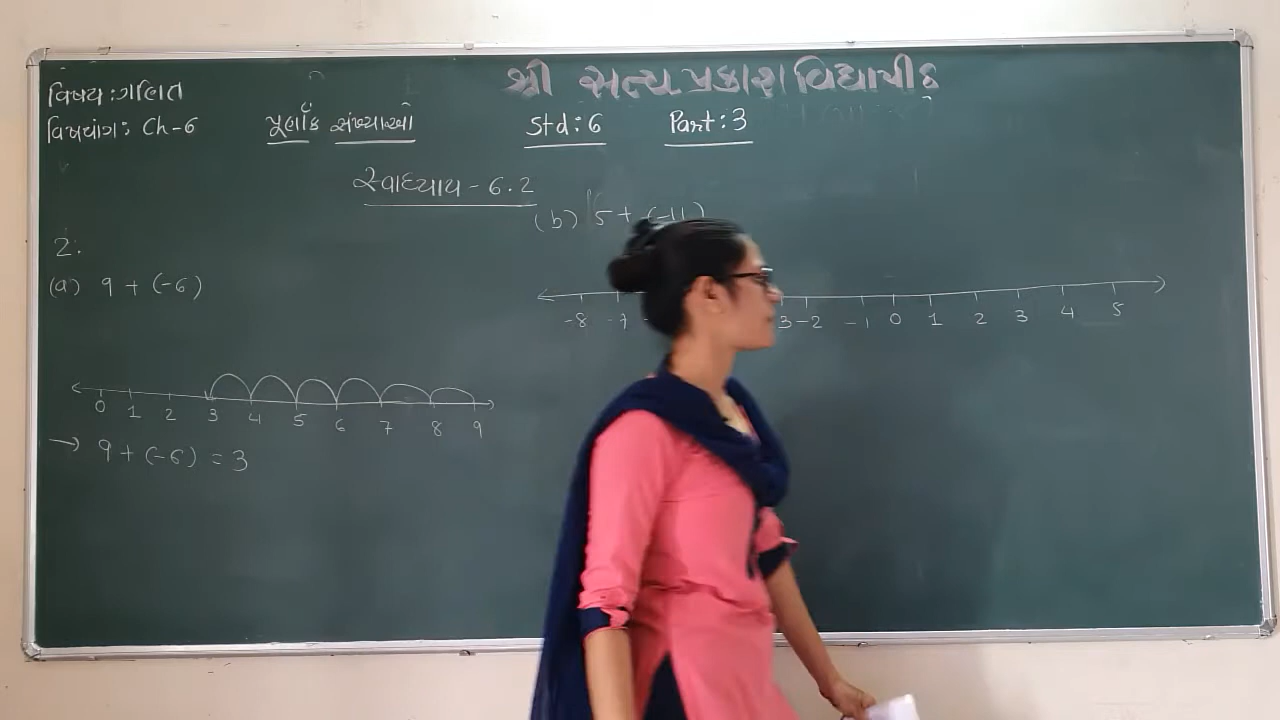 શ્રી સત્ય પ્રકાશ વિદ્યાપીઠ
વિષય : ગણિત
વિષયાંગ : Ch-6 પૂર્ણાંક સંખ્યાઓ Std : 6 Part : 3
સ્વાધ્યાય - 6.2
2.
(a) 9 + (-6)
0 1 2 3 4 5 6 7 8 9
→ 9 + (-6) = 3
(b) 5 + (-11)
-8 -7 3 -2 -1 0 1 2 3 4 5